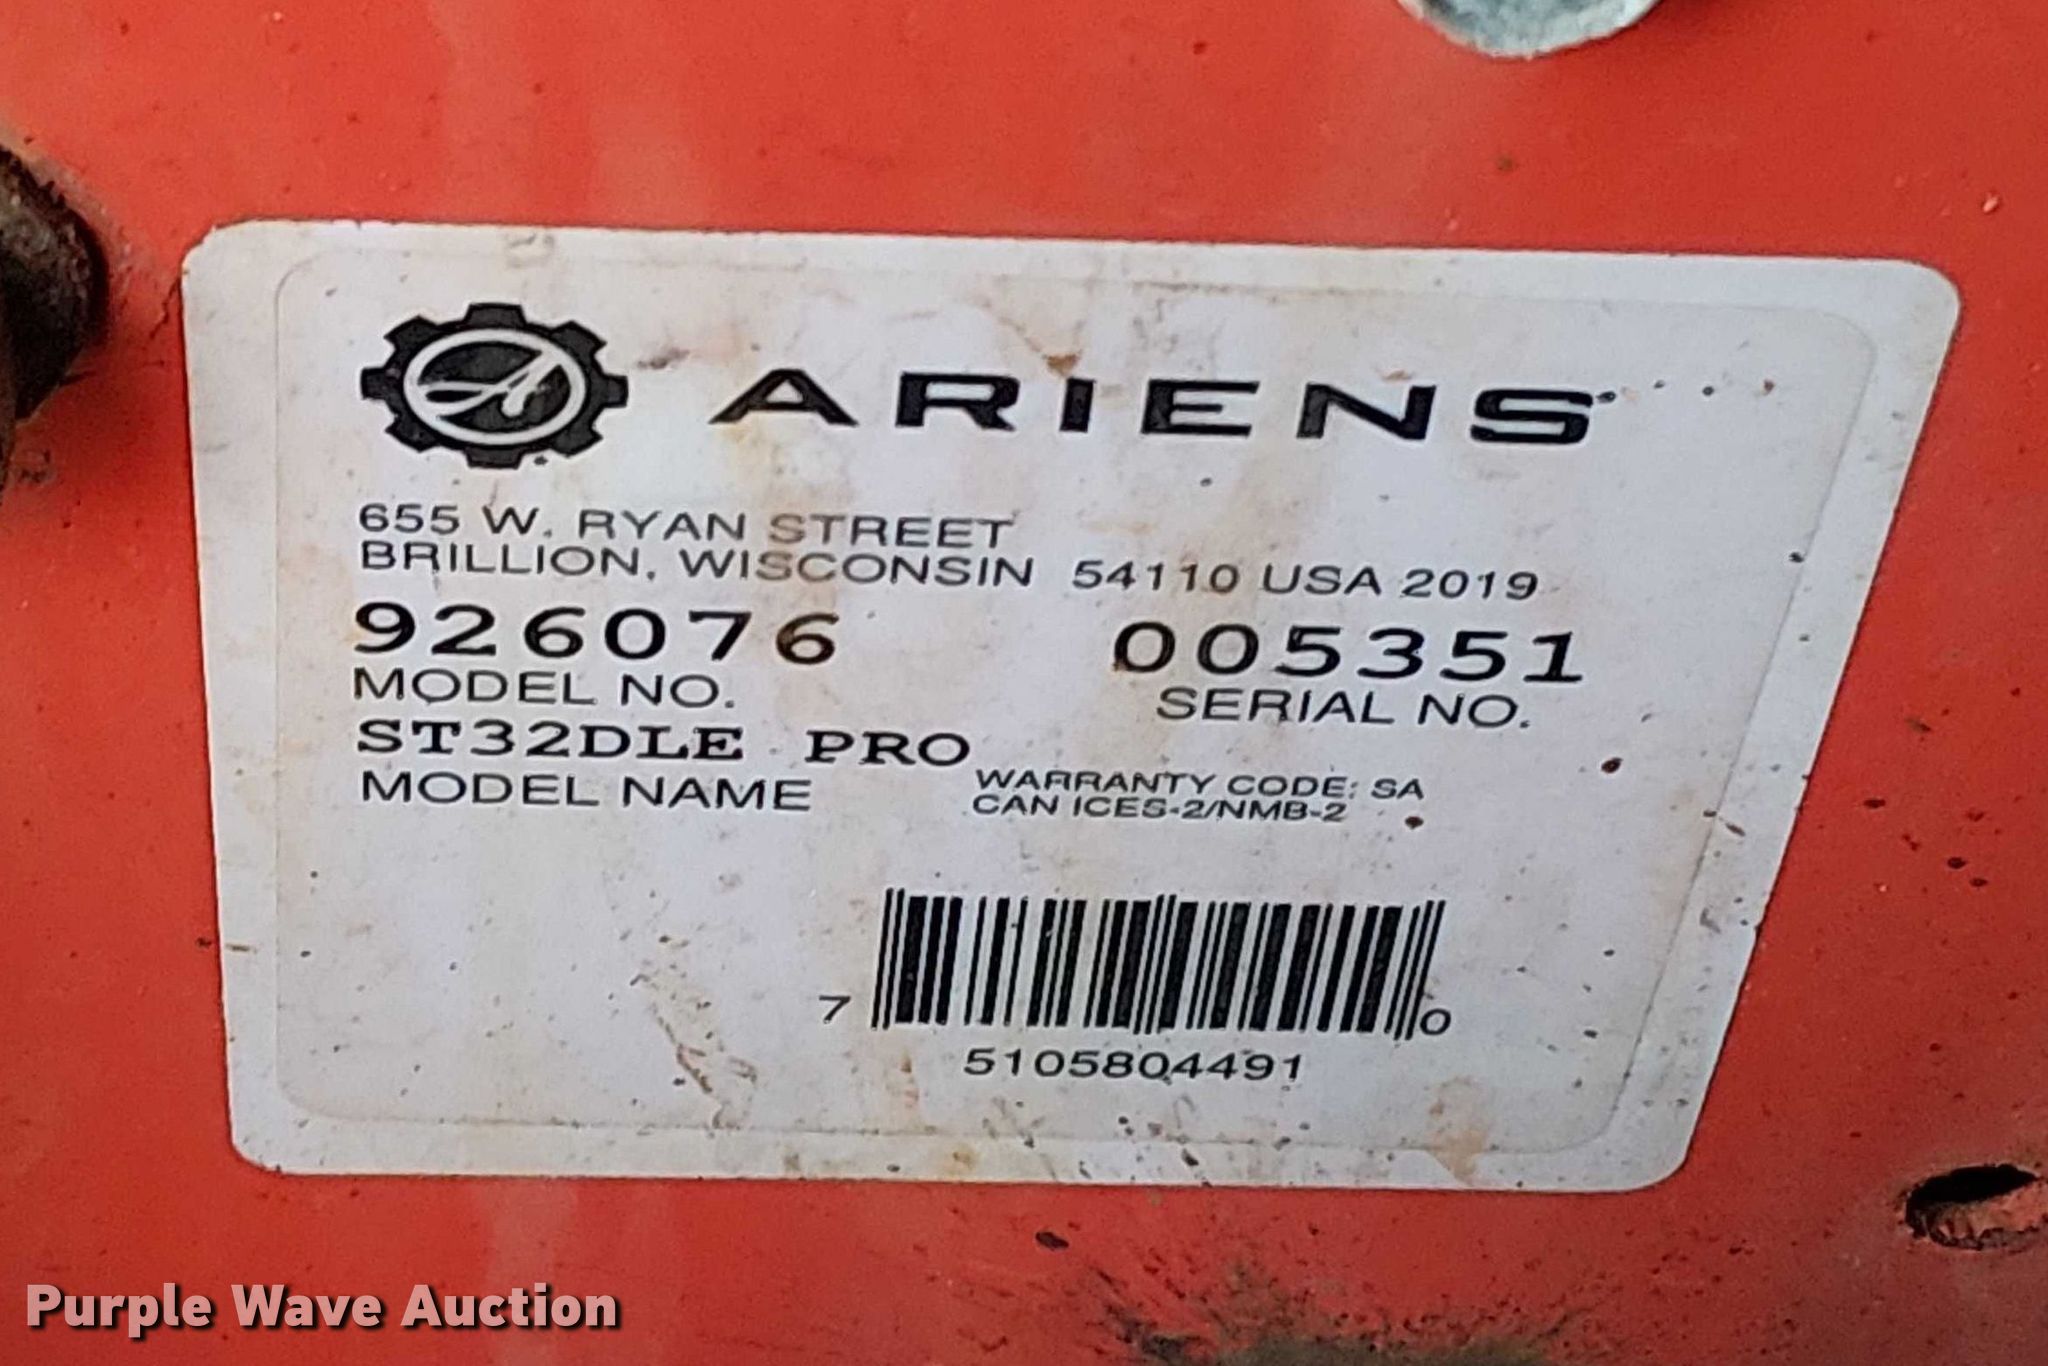 ARIENS
655 W. RYAN STREET
BRILLION, WISCONSIN 54110 USA 2019
926076 005351
MODEL NO. SERIAL NO.
ST32DLE PRO
MODEL NAME
WARRANTY CODE: SA
CAN ICES-2/NMB-2
7 0
5105804491
Purple Wave Auction